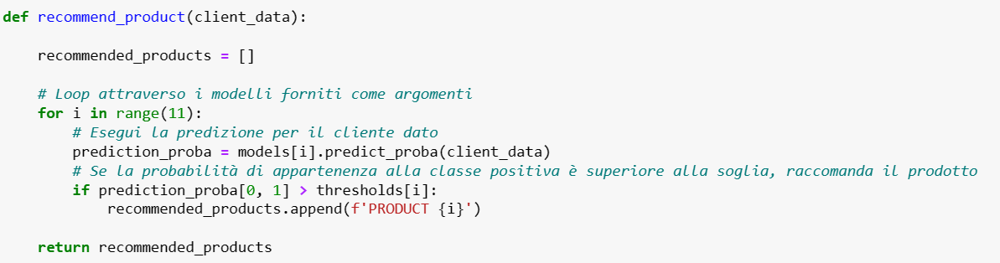 def recommend_product(client_data):
recommended_products = []
# Loop attraverso i modelli forniti come argomenti
for i in range(11):
# Esegui la predizione per il cliente dato
prediction_proba = models[i].predict_proba(client_data)
# Se la probabilità di appartenenza alla classe positiva è superiore alla soglia, raccomanda il prodotto
if prediction_proba[0, 1] > thresholds[i]:
recommended_products.append(f'PRODUCT {i}')
return recommended_products